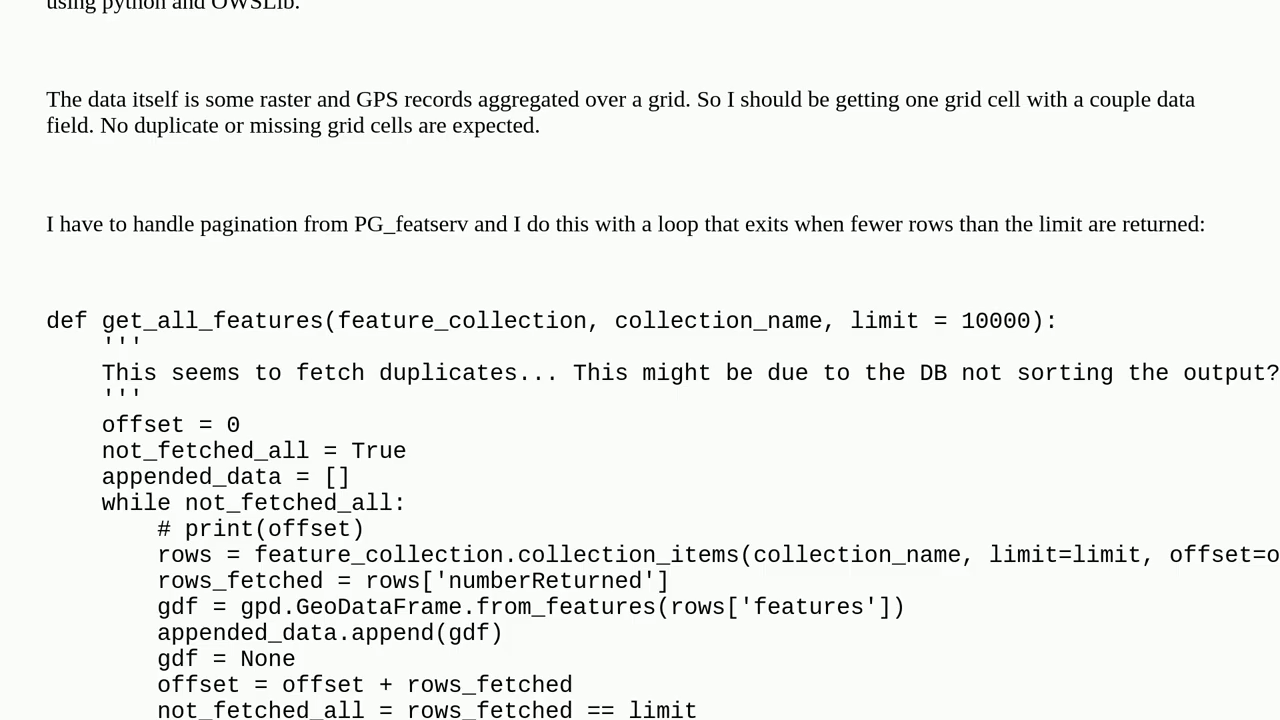 using python and OWSLib.
The data itself is some raster and GPS records aggregated over a grid. So I should be getting one grid cell with a couple data
field. No duplicate or missing grid cells are expected.
I have to handle pagination from PG_featserv and I do this with a loop that exits when fewer rows than the limit are returned:
def get_all_features(feature_collection, collection_name, limit = 10000):
    '''
    This seems to fetch duplicates... This might be due to the DB not sorting the output?
    '''
    offset = 0
    not_fetched_all = True
    appended_data = []
    while not_fetched_all:
        # print(offset)
        rows = feature_collection.collection_items(collection_name, limit=limit, offset=o
        rows_fetched = rows['numberReturned']
        gdf = gpd.GeoDataFrame.from_features(rows['features'])
        appended_data.append(gdf)
        gdf = None
        offset = offset + rows_fetched
        not_fetched_all = rows_fetched == limit